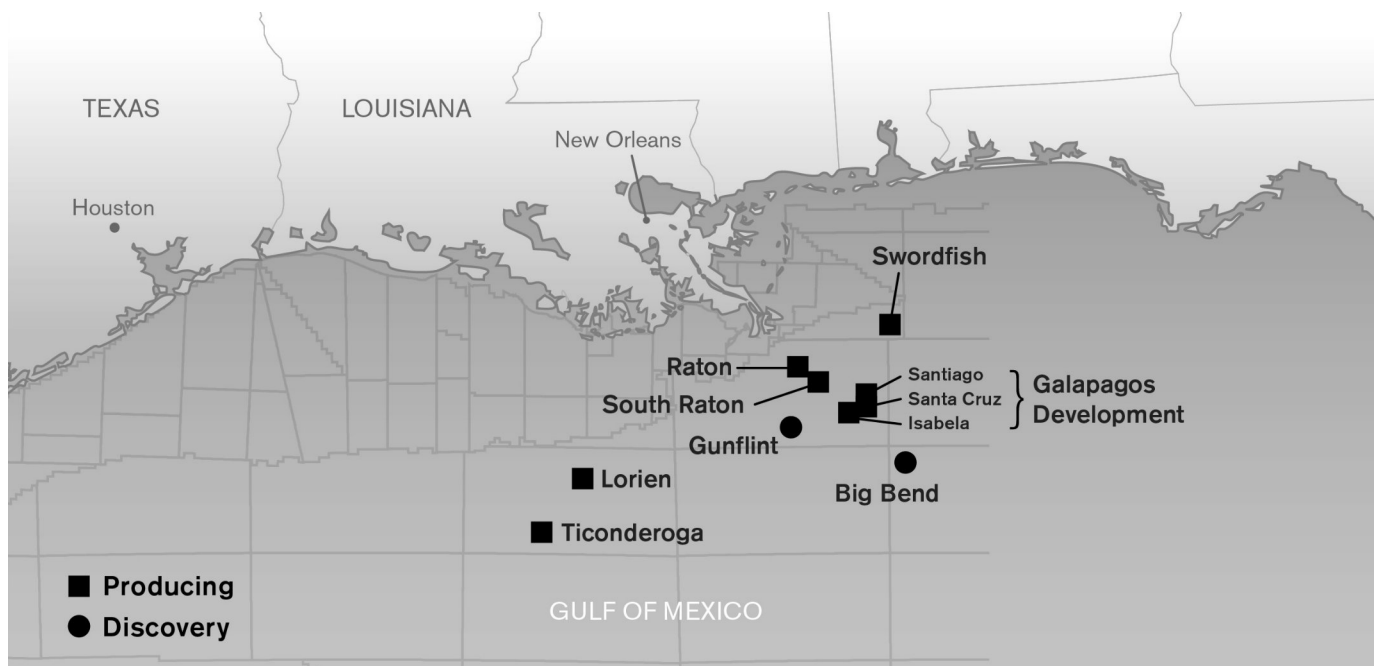 TEXAS
LOUISIANA
New Orleans
Houston
Swordfish
Raton
South Raton
Santiago
Santa Cruz
Isabela
Galapagos
Development
Gunflint
Big Bend
Lorien
Ticonderoga
Producing
Discovery
GULF OF MEXICO